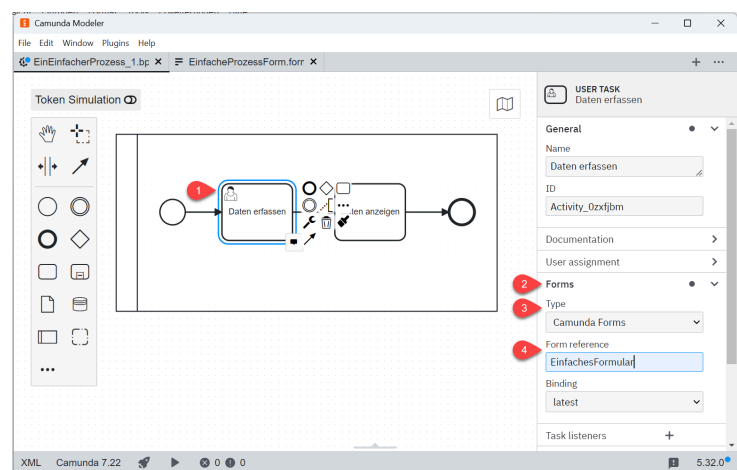 Camunda Modeler
File Edit Window Plugins Help
EinEinfacherProzess_1.bp
EinfacheProzessForm.forr
Token Simulation
USER TASK
Daten erfassen
General
Name
Daten erfassen
ID
Activity_0zxfjbm
Documentation
User assignment
2
Forms
3
Type
Camunda Forms
4
Form reference
EinfachesFormular
Binding
latest
Task listeners
1
Daten erfassen
ten anzeigen
XML Camunda 7.22 0 0 5.32.0